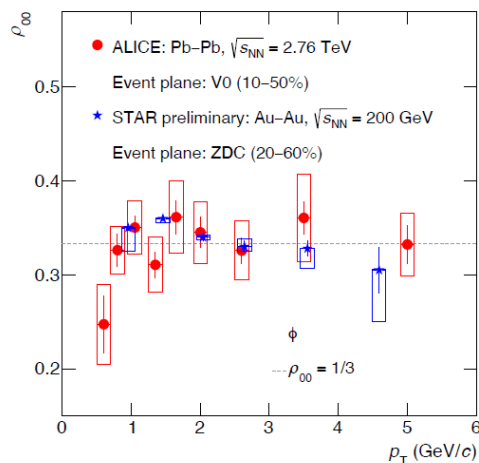 ρ₀₀
0.5
0.4
0.3
0.2
ALICE: Pb–Pb, √sNN = 2.76 TeV
Event plane: V0 (10–50%)
STAR preliminary: Au–Au, √sNN = 200 GeV
Event plane: ZDC (20–60%)
ϕ
ρ₀₀ = 1/3
0 1 2 3 4 5 6
pT (GeV/c)